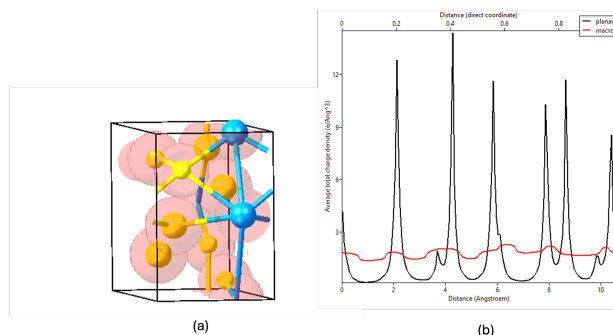 Distance (direct coordinate)
0 0.2 0.4 0.6 0.8
planar
macro
Average total charge density (e/Ang^3)
12
9
6
3
0 2 4 6 8 10
Distance (Angstroem)
(a)
(b)